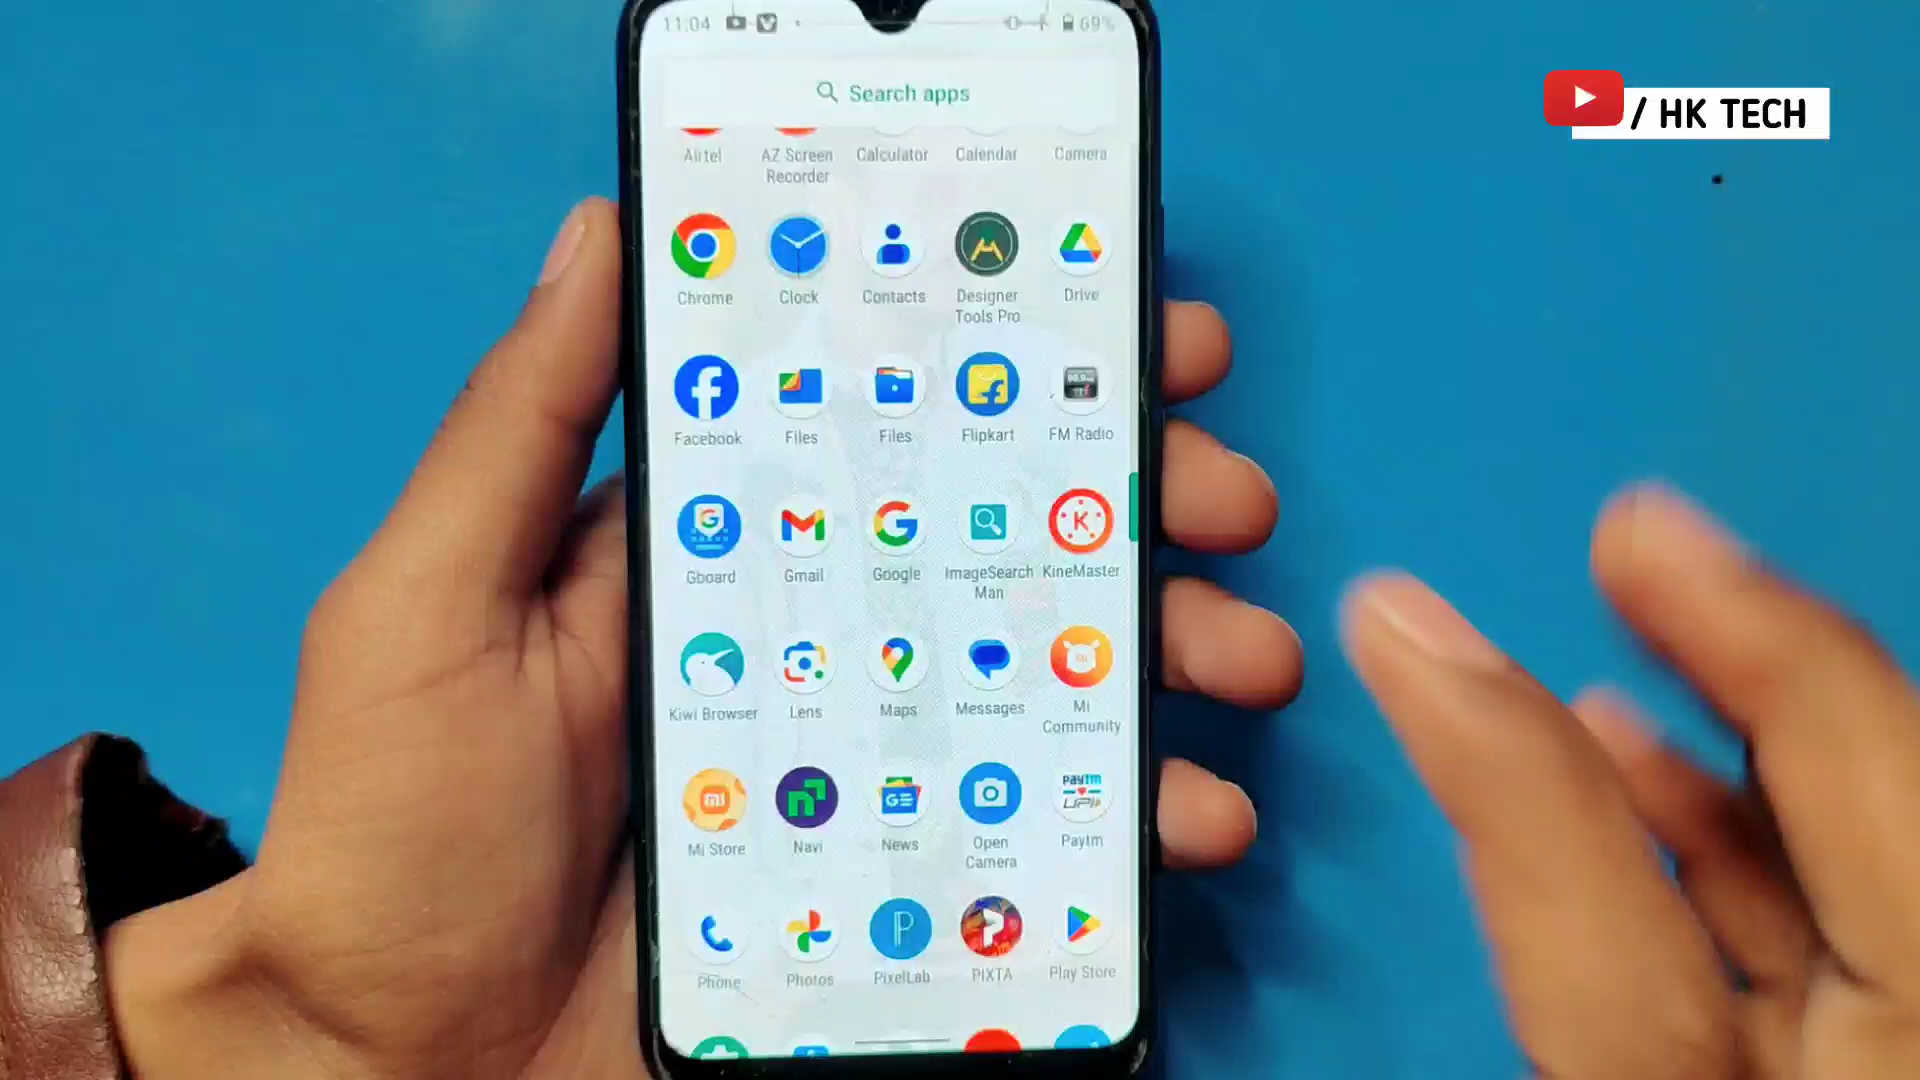 11:04
69%
Search apps
/ HK TECH
Airtel
AZ Screen
Recorder
Calculator
Calendar
Camera
Chrome
Clock
Contacts
Designer
Tools Pro
Drive
Facebook
Files
Files
Flipkart
FM Radio
Gboard
Gmail
Google
ImageSearch
Man
KineMaster
Kiwi Browser
Lens
Maps
Messages
Mi
Community
Mi Store
Navi
News
Open
Camera
Paytm
UPI
Paytm
Phone
Photos
PixelLab
PIXTA
Play Store